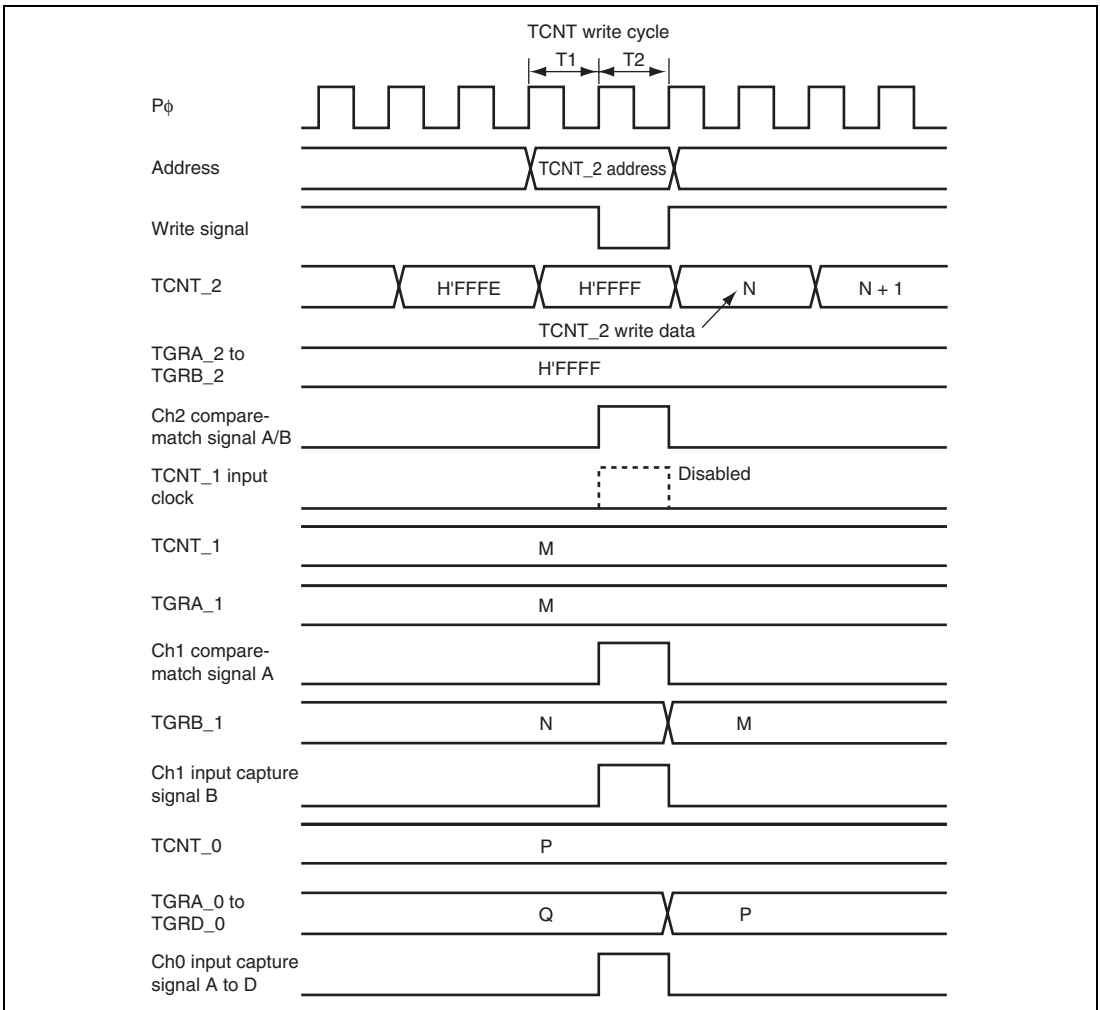 TCNT write cycle
T1 T2
Pϕ
Address
TCNT_2 address
Write signal
TCNT_2
H'FFFE
H'FFFF
N
N + 1
TCNT_2 write data
TGRA_2 to
TGRB_2
H'FFFF
Ch2 compare-
match signal A/B
TCNT_1 input
clock
Disabled
TCNT_1
M
TGRA_1
M
Ch1 compare-
match signal A
TGRB_1
N
M
Ch1 input capture
signal B
TCNT_0
P
TGRA_0 to
TGRD_0
Q
P
Ch0 input capture
signal A to D